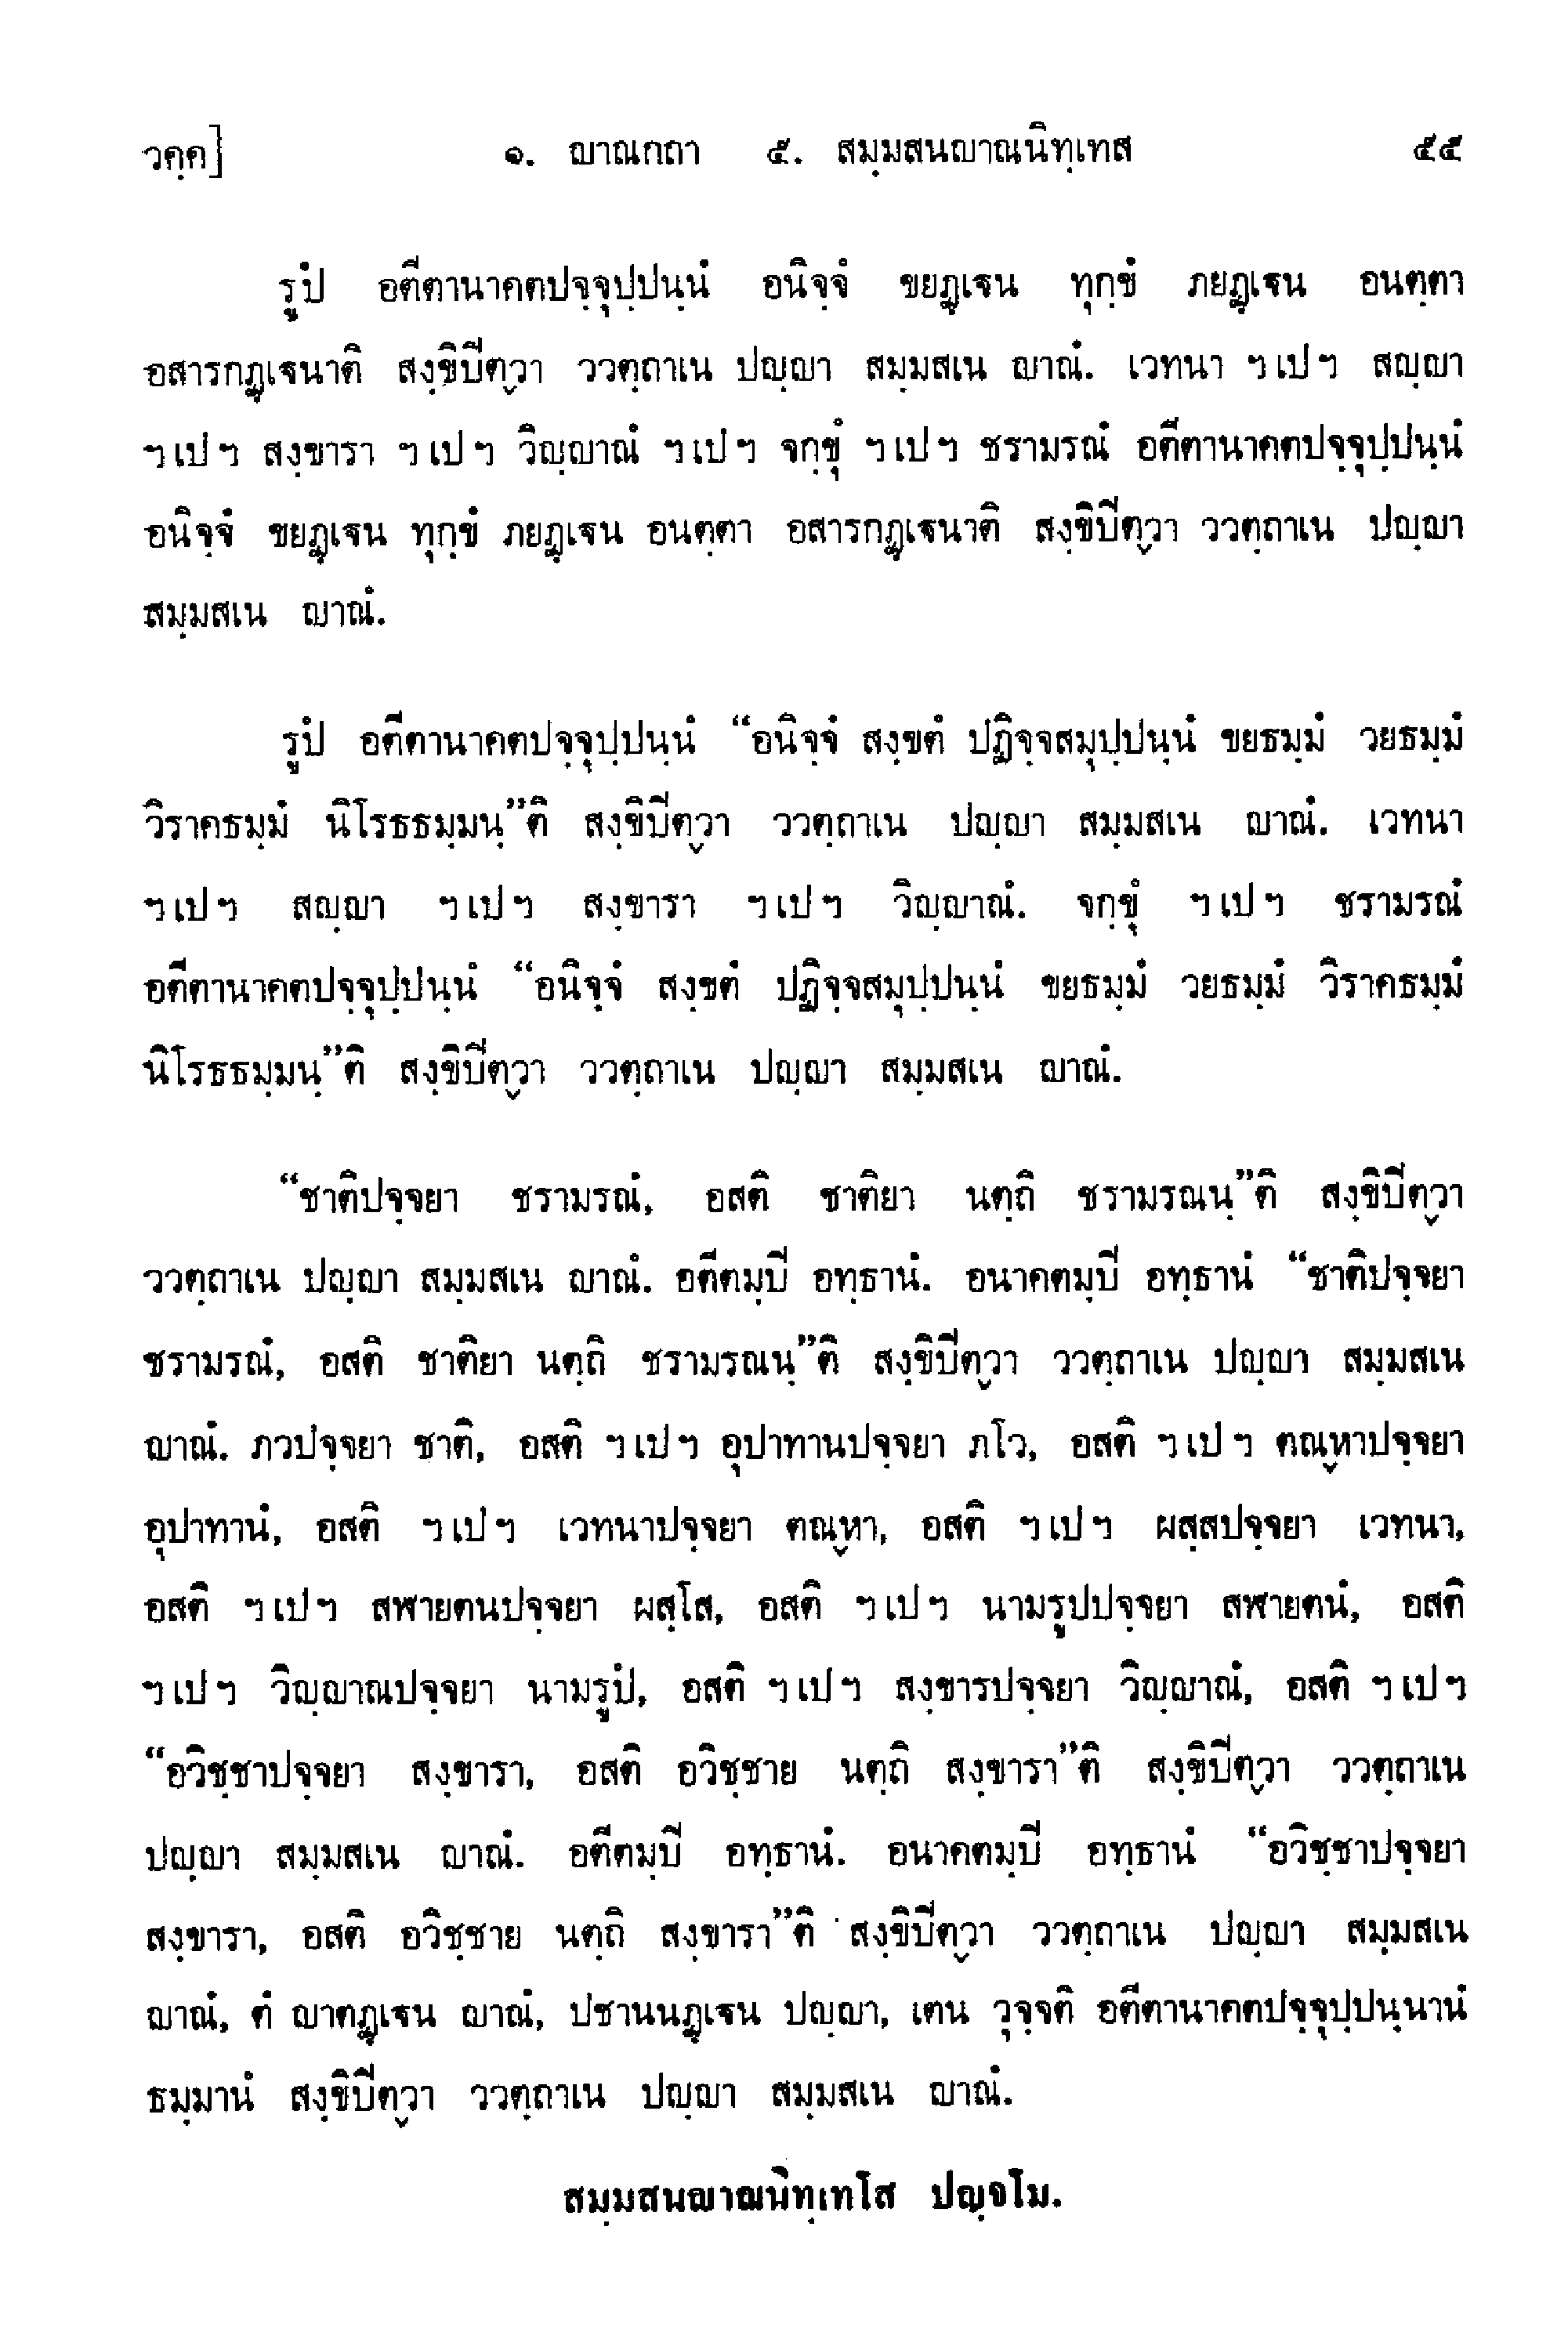 วคฺค]	๑. ญาณกถา ๕. สมฺมสนญาณนิทฺเทส	๕๕
รูปํ อตีตานาคตปจฺจุปฺปนฺนํ อนิจฺจํ ขยฏฺเฐน ทุกฺขํ ภยฏฺเฐน อนตฺตา
อสารกฏฺเฐนาติ สงฺขิปิตฺวา ววตฺถาเน ปญฺญา สมฺมสเน ญาณํ. เวทนา ฯ เป ฯ สญฺญา
ฯ เป ฯ สงฺขารา ฯ เป ฯ วิญฺญาณํ ฯ เป ฯ จกฺขุํ ฯ เป ฯ ชรามรณํ อตีตานาคตปจฺจุปฺปนฺนํ
อนิจฺจํ ขยฏฺเฐน ทุกฺขํ ภยฏฺเฐน อนตฺตา อสารกฏฺเฐนาติ สงฺขิปิตฺวา ววตฺถาเน ปญฺญา
สมฺมสเน ญาณํ.
รูปํ อตีตานาคตปจฺจุปฺปนฺนํ “อนิจฺจํ สงฺขตํ ปฏิจฺจสมุปฺปนฺนํ ขยธมฺมํ วยธมฺมํ
วิราคธมฺมํ นิโรธธมฺมนฺ”ติ สงฺขิปิตฺวา ววตฺถาเน ปญฺญา สมฺมสเน ญาณํ. เวทนา
ฯ เป ฯ สญฺญา ฯ เป ฯ สงฺขารา ฯ เป ฯ วิญฺญาณํ. จกฺขุํ ฯ เป ฯ ชรามรณํ
อตีตานาคตปจฺจุปฺปนฺนํ “อนิจฺจํ สงฺขตํ ปฏิจฺจสมุปฺปนฺนํ ขยธมฺมํ วยธมฺมํ วิราคธมฺมํ
นิโรธธมฺมนฺ”ติ สงฺขิปิตฺวา ววตฺถาเน ปญฺญา สมฺมสเน ญาณํ.
“ชาติปจฺจยา ชรามรณํ, อสติ ชาติยา นตฺถิ ชรามรณนฺ”ติ สงฺขิปิตฺวา
ววตฺถาเน ปญฺญา สมฺมสเน ญาณํ. อตีตมฺปิ อทฺธานํ. อนาคตมฺปิ อทฺธานํ “ชาติปจฺจยา
ชรามรณํ, อสติ ชาติยา นตฺถิ ชรามรณนฺ”ติ สงฺขิปิตฺวา ววตฺถาเน ปญฺญา สมฺมสเน
ญาณํ. ภวปจฺจยา ชาติ, อสติ ฯ เป ฯ อุปาทานปจฺจยา ภโว, อสติ ฯ เป ฯ ตณฺหาปจฺจยา
อุปาทานํ, อสติ ฯ เป ฯ เวทนาปจฺจยา ตณฺหา, อสติ ฯ เป ฯ ผสฺสปจฺจยา เวทนา,
อสติ ฯ เป ฯ สฬายตนปจฺจยา ผสฺโส, อสติ ฯ เป ฯ นามรูปปจฺจยา สฬายตนํ, อสติ
ฯ เป ฯ วิญฺญาณปจฺจยา นามรูปํ, อสติ ฯ เป ฯ สงฺขารปจฺจยา วิญฺญาณํ, อสติ ฯ เป ฯ
“อวิชฺชาปจฺจยา สงฺขารา, อสติ อวิชฺชาย นตฺถิ สงฺขารา”ติ สงฺขิปิตฺวา ววตฺถาเน
ปญฺญา สมฺมสเน ญาณํ. อตีตมฺปิ อทฺธานํ. อนาคตมฺปิ อทฺธานํ “อวิชฺชาปจฺจยา
สงฺขารา, อสติ อวิชฺชาย นตฺถิ สงฺขารา”ติ สงฺขิปิตฺวา ววตฺถาเน ปญฺญา สมฺมสเน
ญาณํ, ตํ ญาตฏฺเฐน ญาณํ, ปชานนฏฺเฐน ปญฺญา, เตน วุจฺจติ อตีตานาคตปจฺจุปฺปนฺนานํ
ธมฺมานํ สงฺขิปิตฺวา ววตฺถาเน ปญฺญา สมฺมสเน ญาณํ.
สมฺมสนญาณนิทฺเทโส ปญฺจโม.